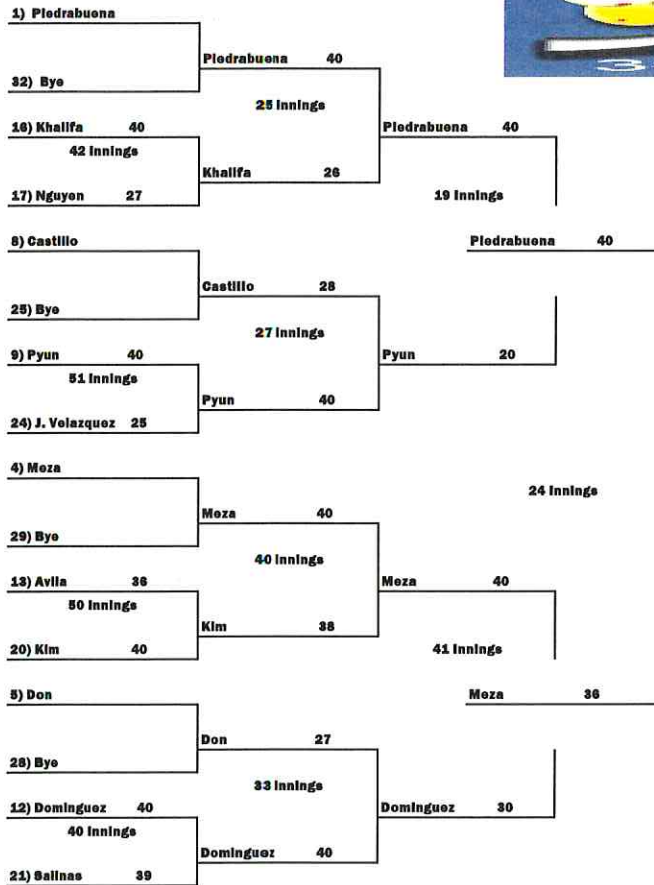 1) Piedrabuena
Piedrabuena 40
32) Bye
25 Innings
16) Khalifa 40
Piedrabuena 40
42 Innings
Khalifa 26
17) Nguyen 27
19 Innings
8) Castillo
Piedrabuena 40
Castillo 28
25) Bye
27 Innings
9) Pyun 40
Pyun 20
51 Innings
Pyun 40
24) J. Velazquez 25
4) Meza
24 Innings
Meza 40
29) Bye
40 Innings
13) Avila 36
Meza 40
50 Innings
Kim 38
20) Kim 40
41 Innings
5) Don
Meza 36
Don 27
28) Bye
33 Innings
12) Dominguez 40
Dominguez 30
40 Innings
Dominguez 40
21) Salinas 39
3